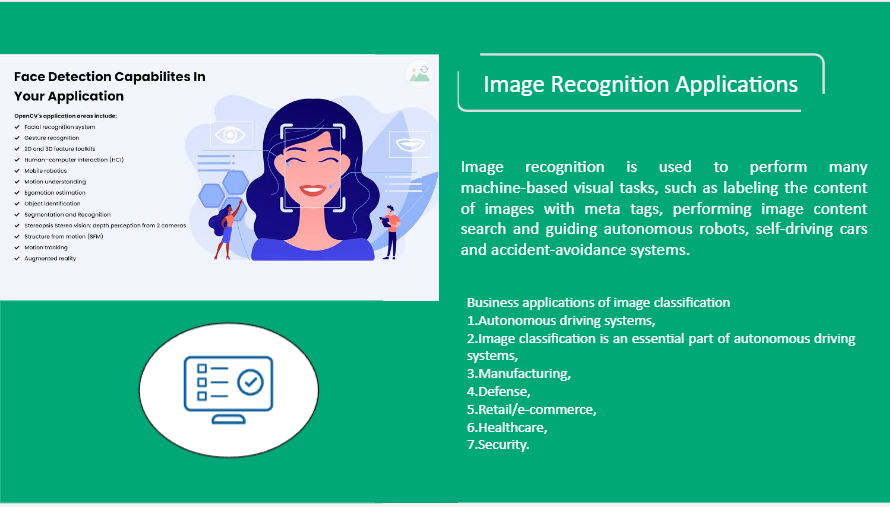 Face Detection Capabilites In
Your Application
OpenCV's application areas include:
Facial recognition system
Gesture recognition
2D and 3D feature toolkits
Human-computer interaction (HCI)
Mobile robotics
Motion understanding
Egomotion estimation
Object identification
Segmentation and Recognition
Stereopsis Stereo vision: depth perception from 2 cameras
Structure from motion (SFM)
Motion tracking
Augmented reality
Image Recognition Applications
Image recognition is used to perform many
machine-based visual tasks, such as labeling the content
of images with meta tags, performing image content
search and guiding autonomous robots, self-driving cars
and accident-avoidance systems.
Business applications of image classification
1.Autonomous driving systems,
2.Image classification is an essential part of autonomous driving
systems,
3.Manufacturing,
4.Defense,
5.Retail/e-commerce,
6.Healthcare,
7.Security.